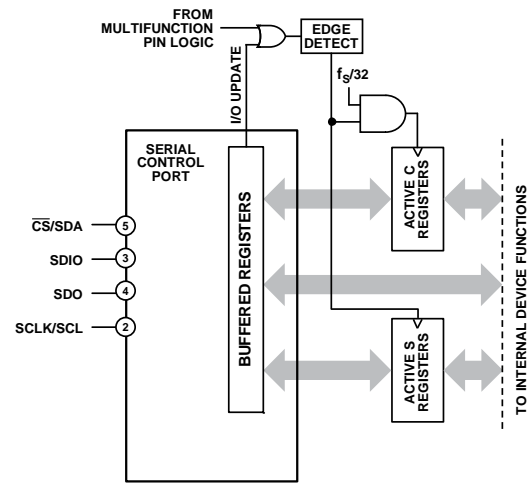 FROM
MULTIFUNCTION
PIN LOGIC
EDGE
DETECT
fS/32
I/O UPDATE
SERIAL
CONTROL
PORT
BUFFERED REGISTERS
ACTIVE C
REGISTERS
CS/SDA
5
SDIO
3
SDO
4
SCLK/SCL
2
ACTIVE S
REGISTERS
TO INTERNAL DEVICE FUNCTIONS